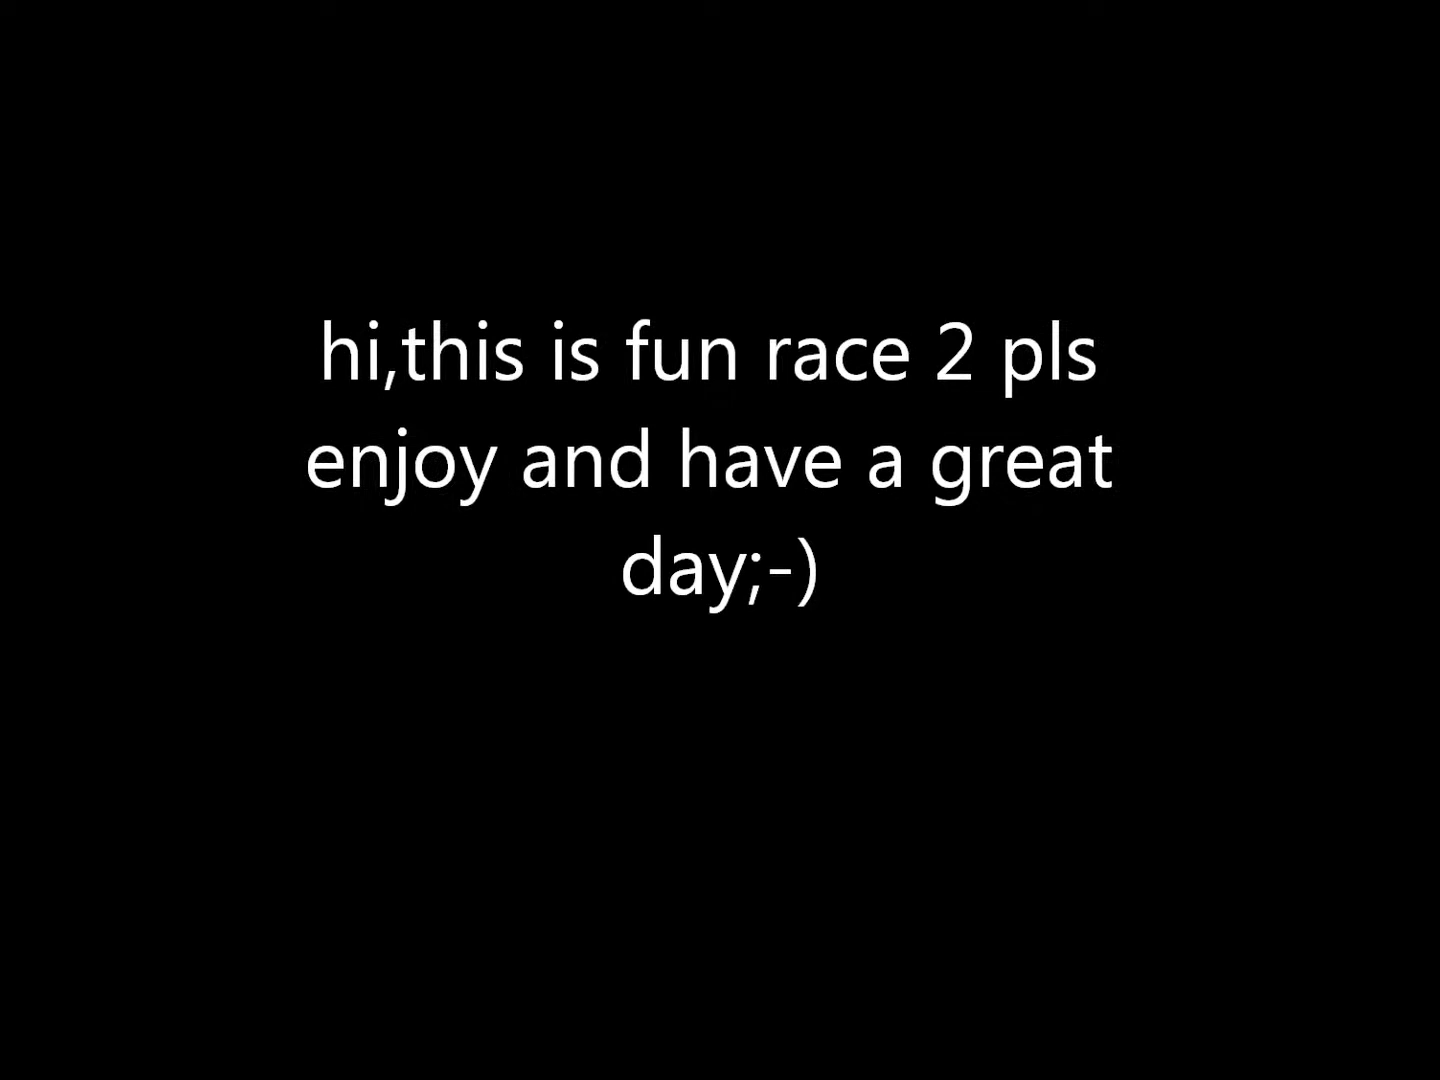 hi,this is fun race 2 pls
enjoy and have a great
day;-)